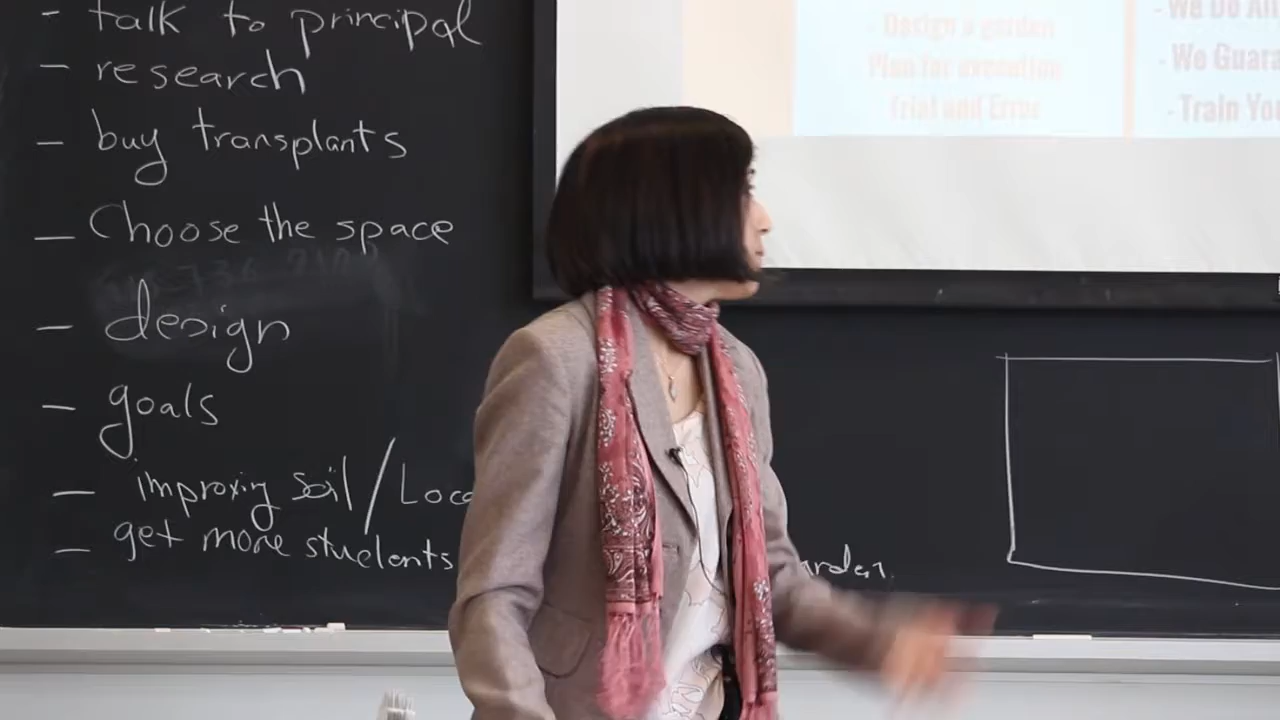 - talk to principal
- research
- buy transplants
- Choose the space
- design
- goals
- improving soil / Loca
- get more students
arden
- Design a garden
Plan for execution
Trial and Error
- We Do All
- We Guara
- Train You